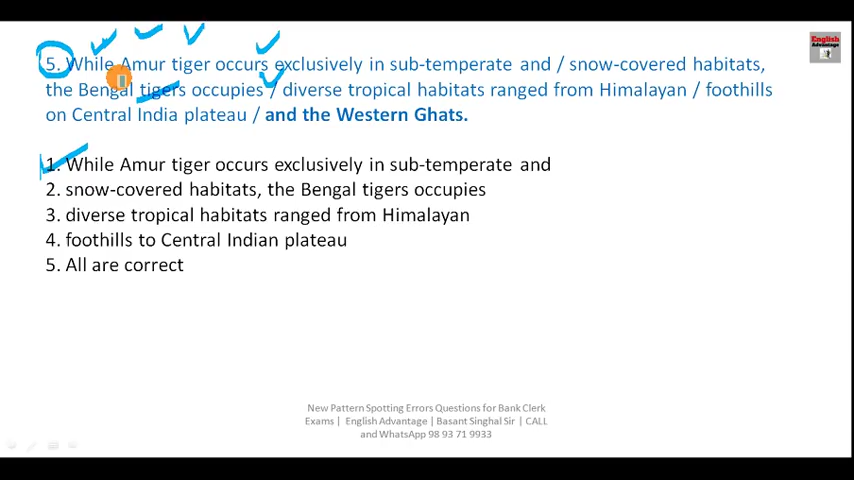 English
Advantage
5. While Amur tiger occurs exclusively in sub-temperate and / snow-covered habitats,
the Bengal tigers occupies / diverse tropical habitats ranged from Himalayan / foothills
on Central India plateau / and the Western Ghats.
1. While Amur tiger occurs exclusively in sub-temperate and
2. snow-covered habitats, the Bengal tigers occupies
3. diverse tropical habitats ranged from Himalayan
4. foothills to Central Indian plateau
5. All are correct
New Pattern Spotting Errors Questions for Bank Clerk
Exams | English Advantage | Basant Singhal Sir | CALL
and WhatsApp 98 93 71 9933